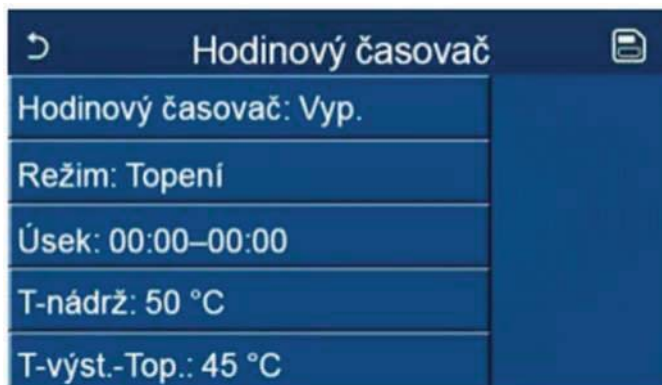 Hodinový časovač
Hodinový časovač: Vyp.
Režim: Topení
Úsek: 00:00–00:00
T-nádrž: 50 °C
T-výst.-Top.: 45 °C